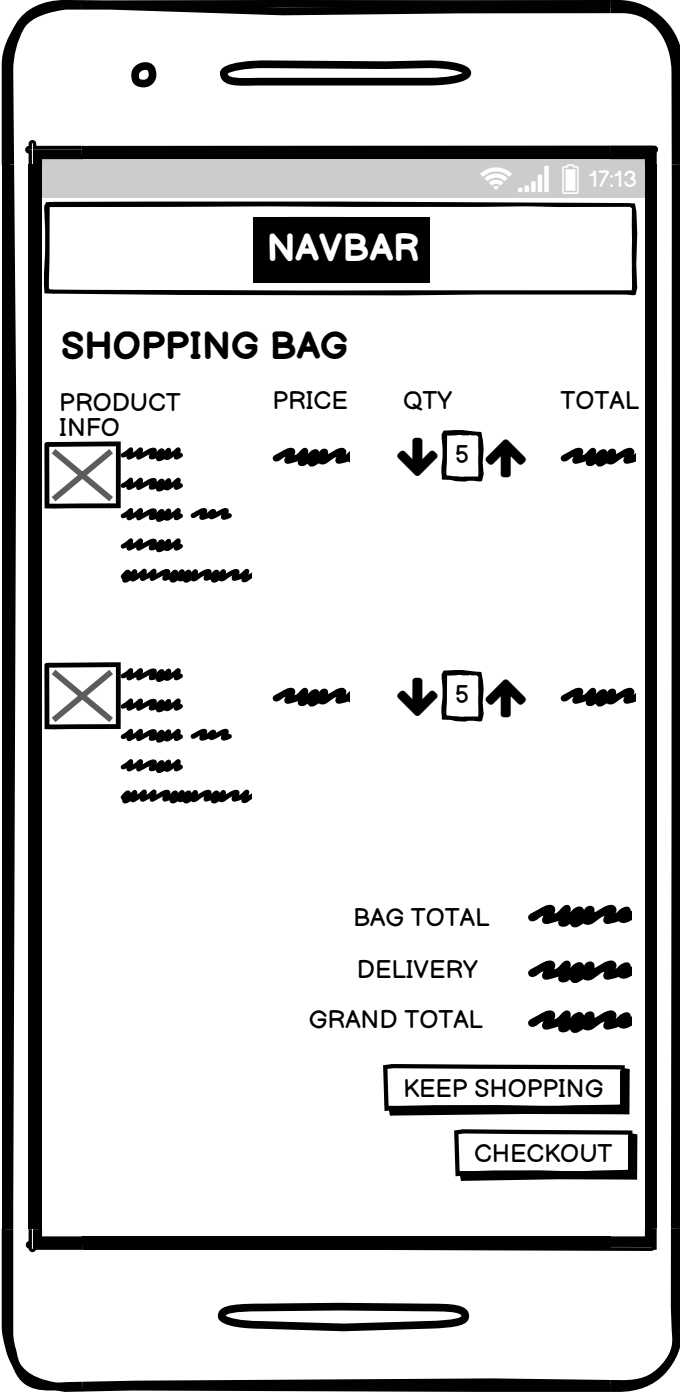 17:13
NAVBAR
SHOPPING BAG
PRODUCT INFO PRICE QTY TOTAL
5
5
BAG TOTAL
DELIVERY
GRAND TOTAL
KEEP SHOPPING
CHECKOUT